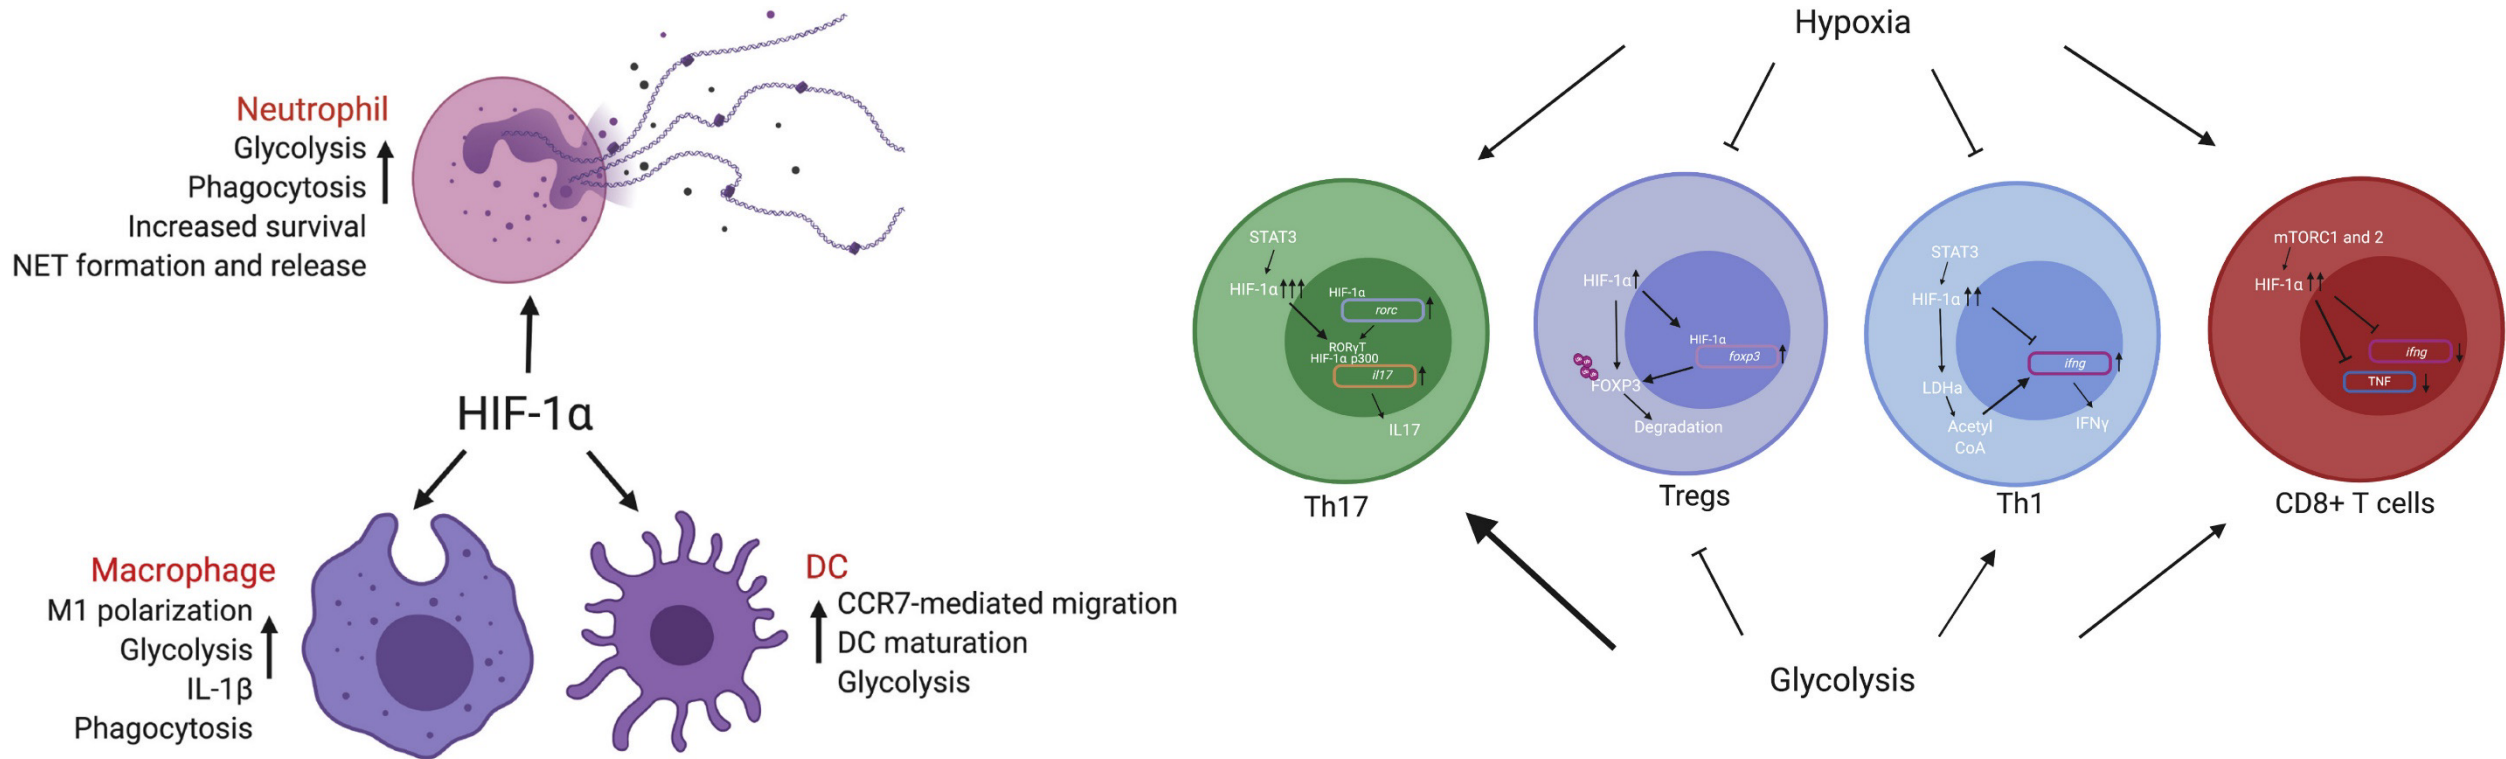 Neutrophil
Glycolysis
Phagocytosis
Increased survival
NET formation and release
HIF-1α
Macrophage
M1 polarization
Glycolysis
IL-1β
Phagocytosis
DC
CCR7-mediated migration
DC maturation
Glycolysis
Hypoxia
STAT3
HIF-1α
HIF-1α
rorc
RORγT
HIF-1α p300
il17
IL17
Th17
HIF-1α
HIF-1α
foxp3
FOXP3
Degradation
Tregs
STAT3
HIF-1α
ifng
LDHa
Acetyl
CoA
IFNγ
Th1
mTORC1 and 2
HIF-1α
ifng
TNF
CD8+ T cells
Glycolysis